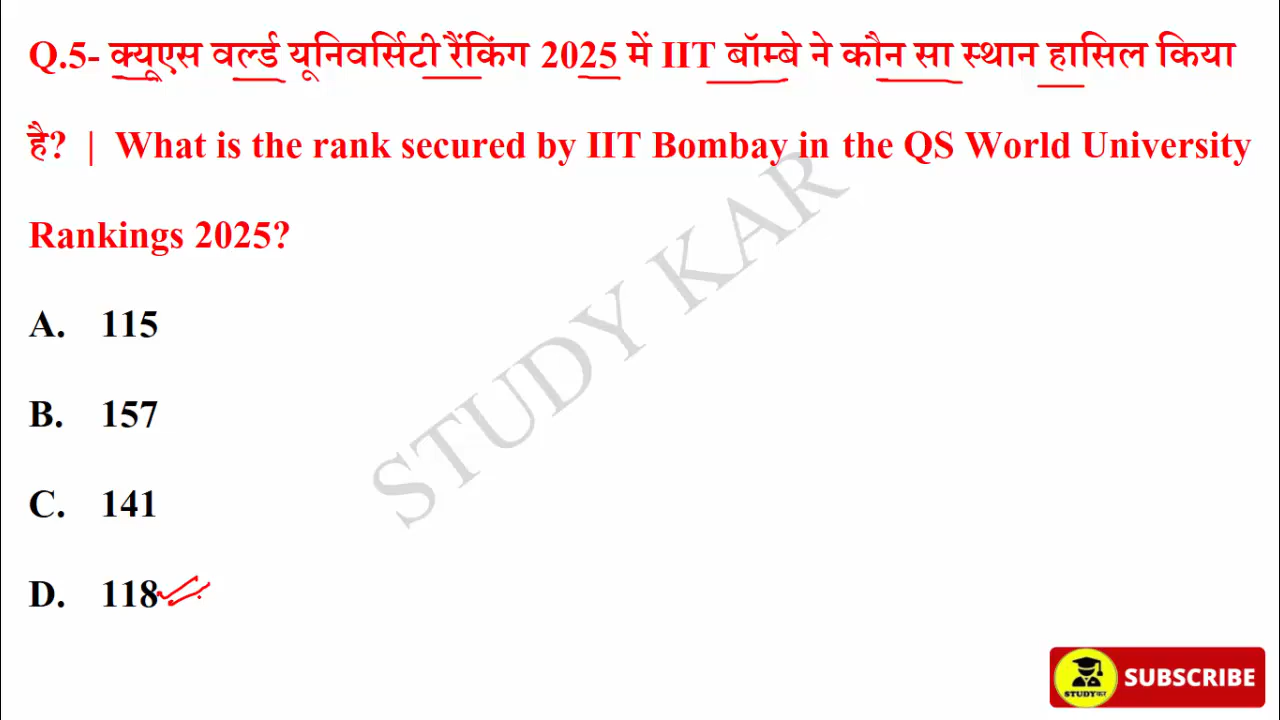 Q.5- क्यूएस वर्ल्ड यूनिवर्सिटी रैंकिंग 2025 में IIT बॉम्बे ने कौन सा स्थान हासिल किया
है? | What is the rank secured by IIT Bombay in the QS World University
Rankings 2025?
A. 115
B. 157
C. 141
D. 118
STUDY KAR
STUDYकर
SUBSCRIBE